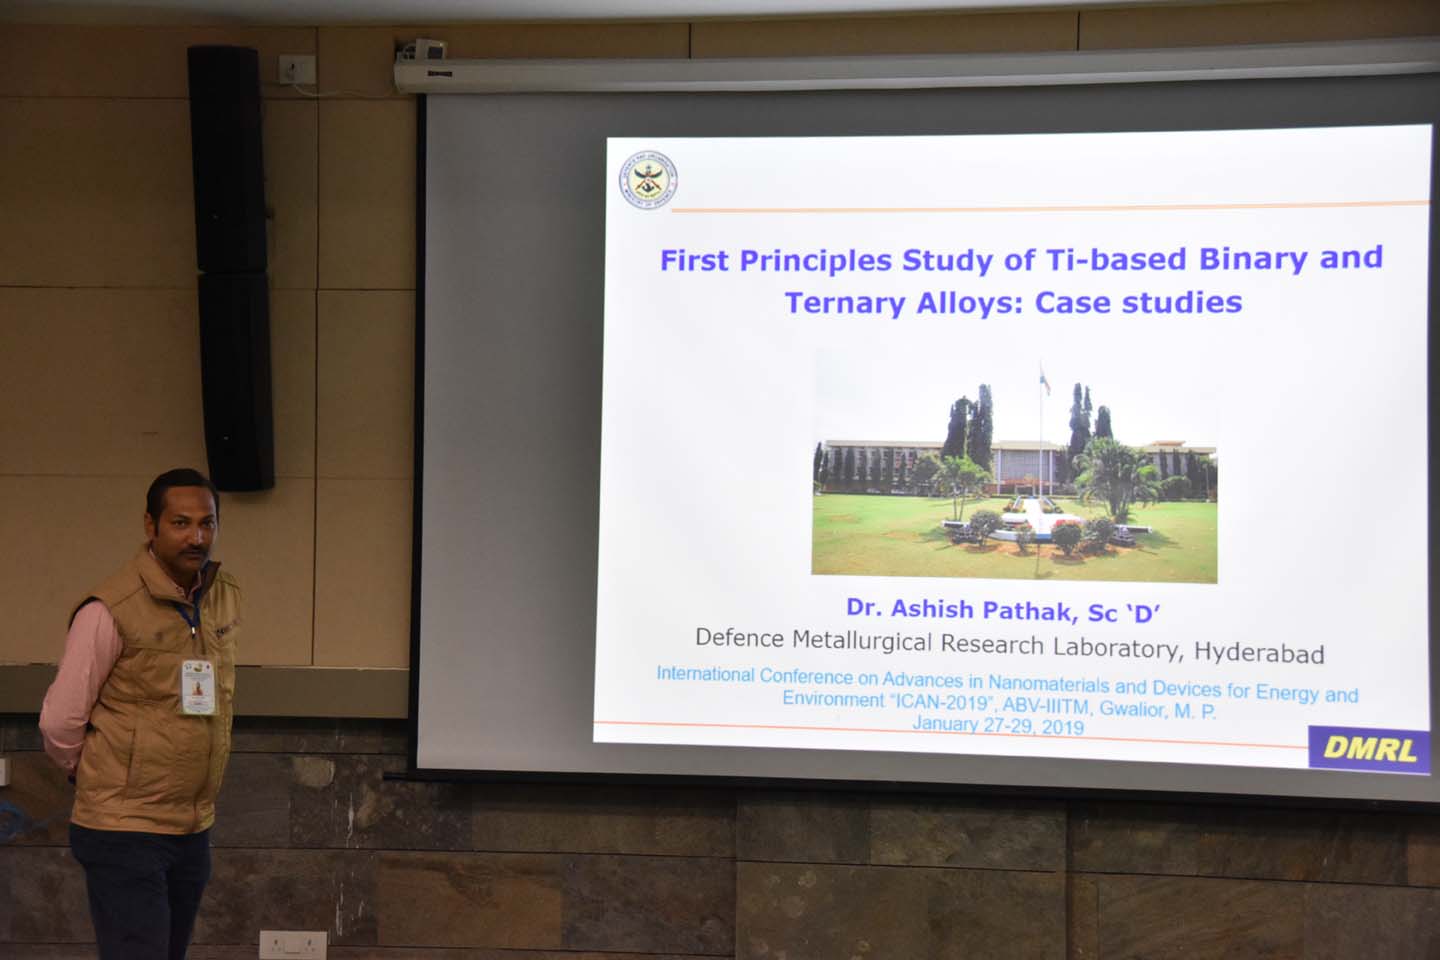 First Principles Study of Ti-based Binary and
Ternary Alloys: Case studies
Dr. Ashish Pathak, Sc ‘D’
Defence Metallurgical Research Laboratory, Hyderabad
International Conference on Advances in Nanomaterials and Devices for Energy and
Environment “ICAN-2019”, ABV-IIITM, Gwalior, M. P.
January 27-29, 2019
DMRL